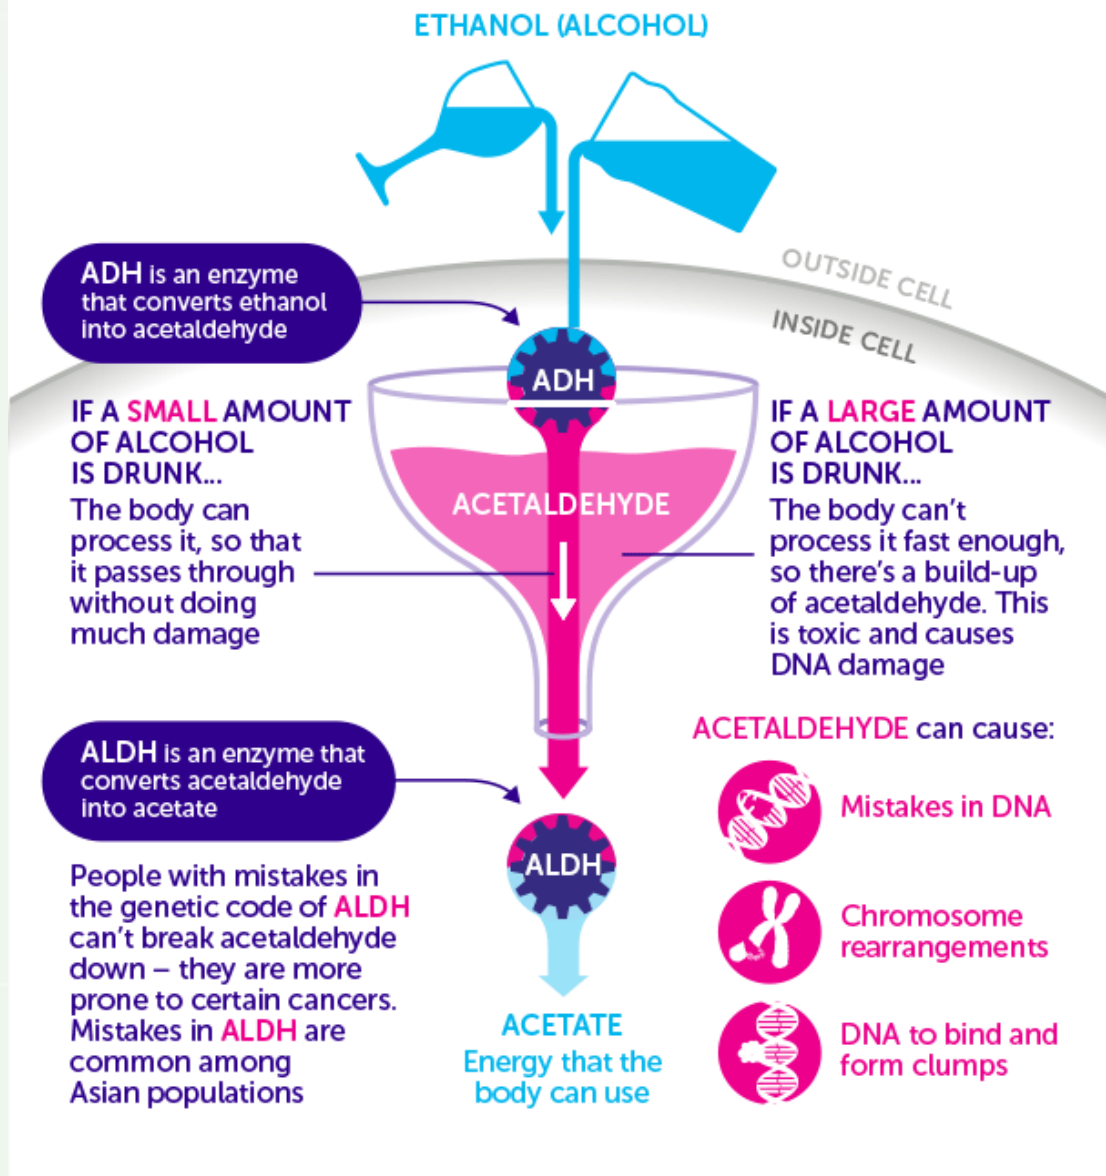 ETHANOL (ALCOHOL)
OUTSIDE CELL
INSIDE CELL
ADH is an enzyme
that converts ethanol
into acetaldehyde
ADH
IF A SMALL AMOUNT
OF ALCOHOL
IS DRUNK...
The body can
process it, so that
it passes through
without doing
much damage
ACETALDEHYDE
IF A LARGE AMOUNT
OF ALCOHOL
IS DRUNK...
The body can't
process it fast enough,
so there's a build-up
of acetaldehyde. This
is toxic and causes
DNA damage
ALDH is an enzyme that
converts acetaldehyde
into acetate
ALDH
People with mistakes in
the genetic code of ALDH
can't break acetaldehyde
down – they are more
prone to certain cancers.
Mistakes in ALDH are
common among
Asian populations
ACETATE
Energy that the
body can use
ACETALDEHYDE can cause:
Mistakes in DNA
Chromosome
rearrangements
DNA to bind and
form clumps